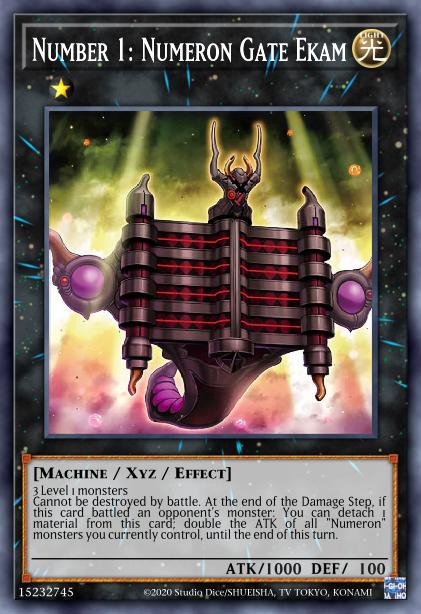 NUMBER 1: NUMERON GATE EKAM
LIGHT
光
[MACHINE / XYZ / EFFECT]
3 Level 1 monsters
Cannot be destroyed by battle. At the end of the Damage Step, if
this card battled an opponent's monster: You can detach 1
material from this card; double the ATK of all "Numeron"
monsters you currently control, until the end of this turn.
ATK/1000 DEF/ 100
15232745
©2020 Studio Dice/SHUEISHA, TV TOKYO, KONAMI